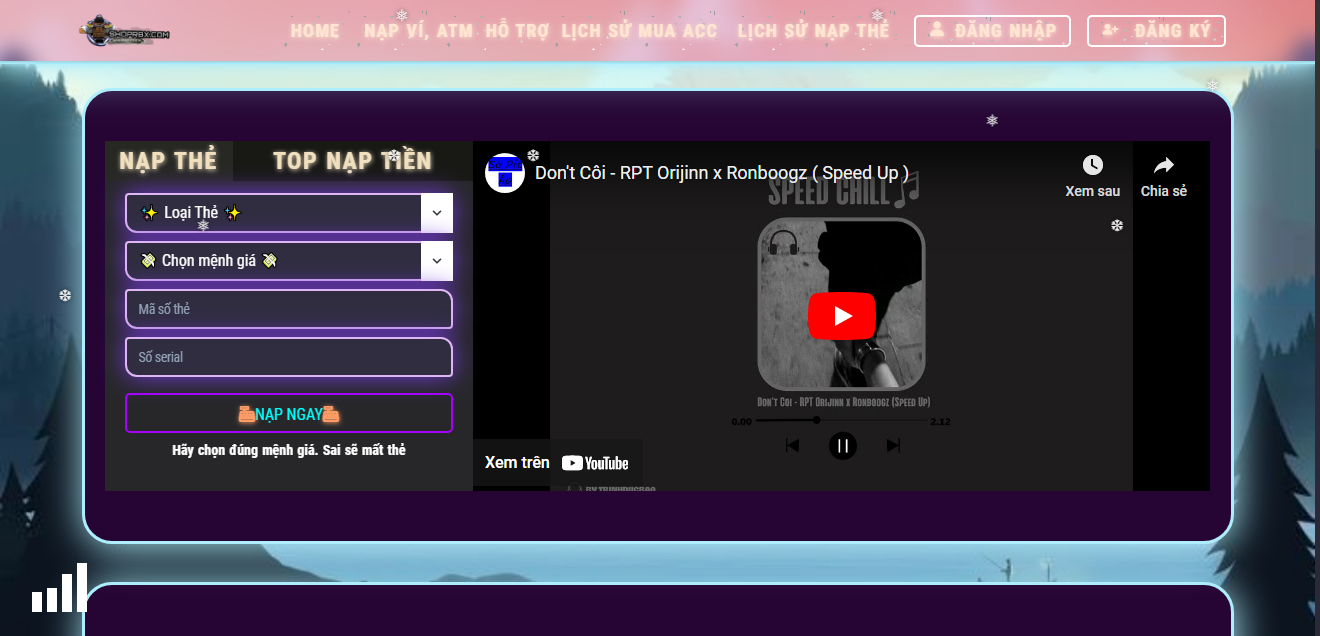 SHOPRBX.COM
HOME NẠP VÍ, ATM HỖ TRỢ LỊCH SỬ MUA ACC LỊCH SỬ NẠP THẺ ĐĂNG NHẬP ĐĂNG KÝ
NẠP THẺ TOP NẠP TIỀN
✨ Loại Thẻ ✨
💸 Chọn mệnh giá 💸
Mã số thẻ
Số serial
NẠP NGAY
Hãy chọn đúng mệnh giá. Sai sẽ mất thẻ
Don't Côi - RPT Orijinn x Ronboogz ( Speed Up )
Xem sau Chia sẻ
SPEED CHILL
Don't Coi - RPT Orijinn x Ronboogz (Speed Up)
0.00 2.12
Xem trên YouTube